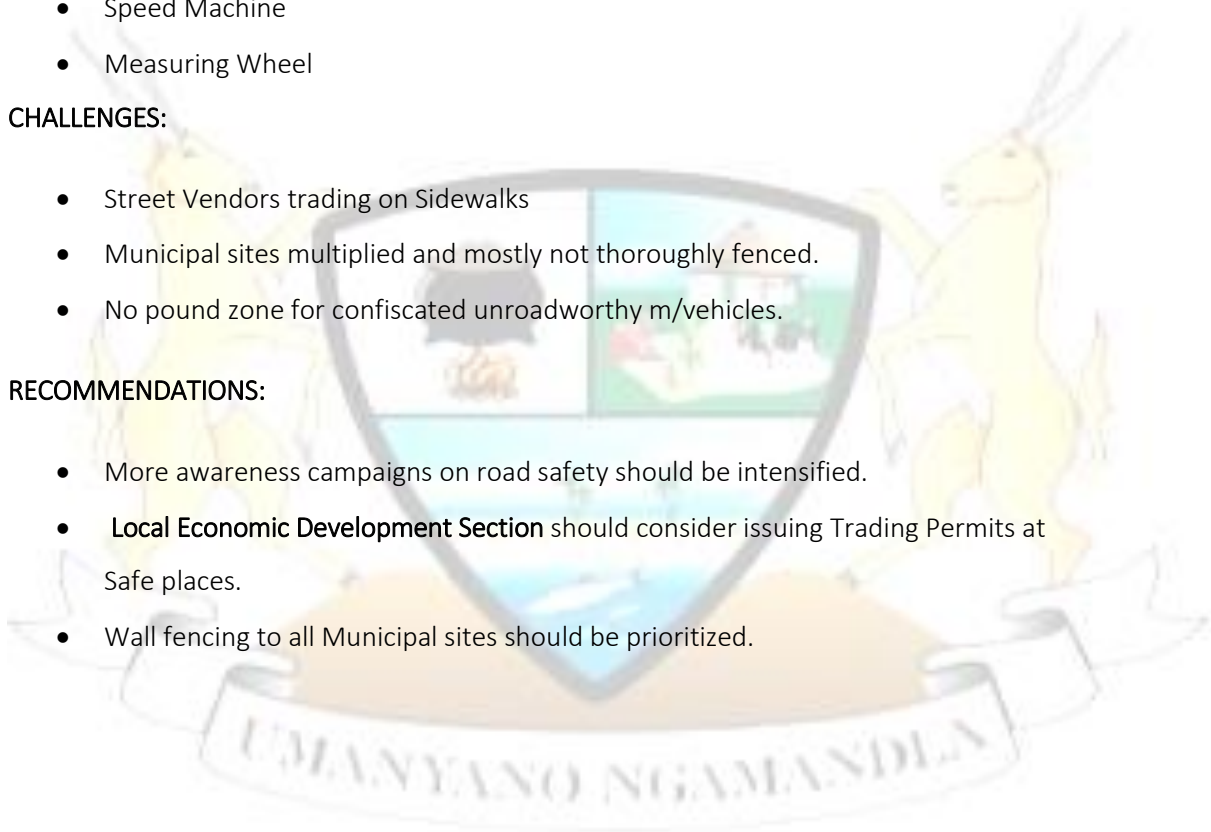 • Speed Machine
• Measuring Wheel
CHALLENGES:
• Street Vendors trading on Sidewalks
• Municipal sites multiplied and mostly not thoroughly fenced.
• No pound zone for confiscated unroadworthy m/vehicles.
RECOMMENDATIONS:
• More awareness campaigns on road safety should be intensified.
• Local Economic Development Section should consider issuing Trading Permits at
Safe places.
• Wall fencing to all Municipal sites should be prioritized.
UMANYANO NGAMANDLA